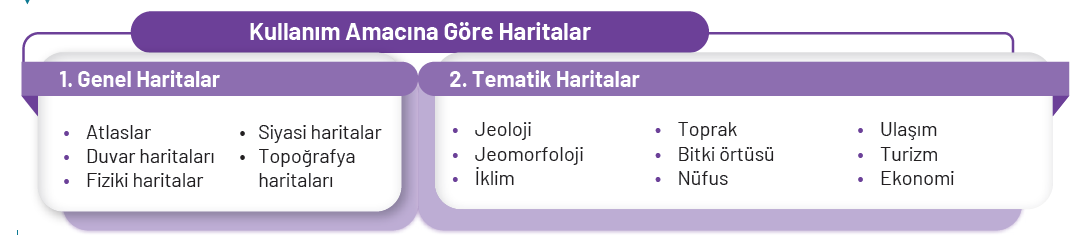 Kullanım Amacına Göre Haritalar
1. Genel Haritalar
• Atlaslar
• Duvar haritaları
• Fiziki haritalar
• Siyasi haritalar
• Topoğrafya
haritaları
2. Tematik Haritalar
• Jeoloji
• Jeomorfoloji
• İklim
• Toprak
• Bitki örtüsü
• Nüfus
• Ulaşım
• Turizm
• Ekonomi